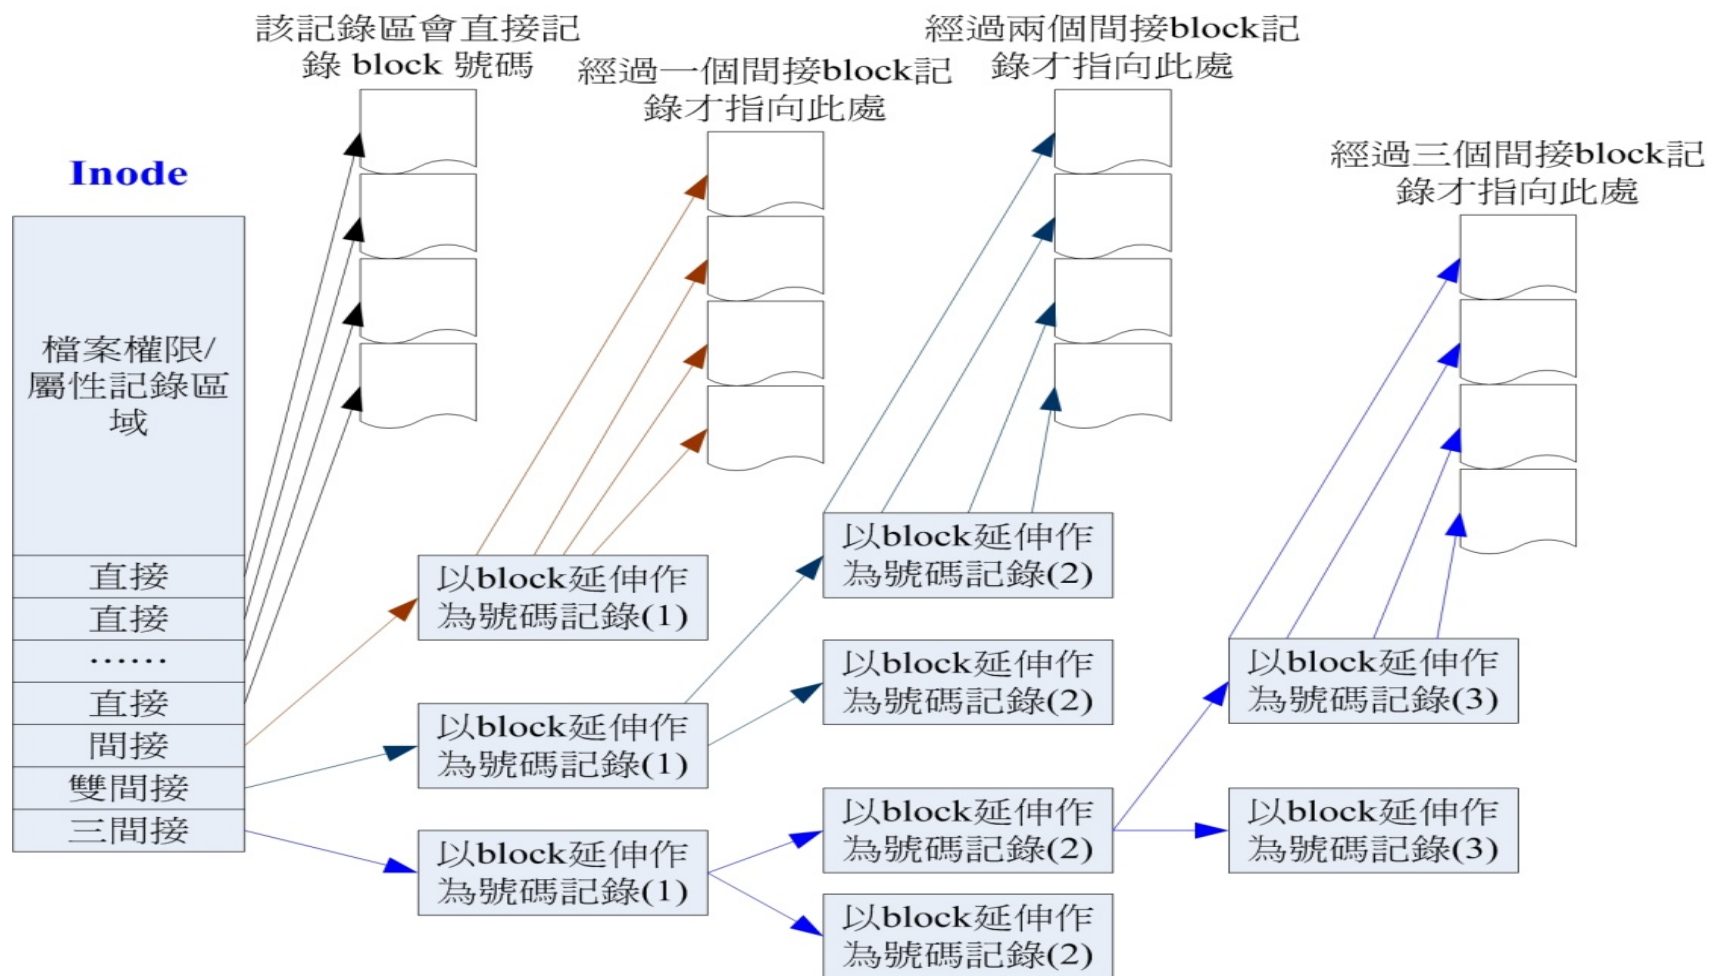 該記錄區會直接記
錄 block 號碼
經過一個間接block記
錄才指向此處
經過兩個間接block記
錄才指向此處
經過三個間接block記
錄才指向此處
Inode
檔案權限/
屬性記錄區
域
直接
直接
……
直接
間接
雙間接
三間接
以block延伸作
為號碼記錄(1)
以block延伸作
為號碼記錄(1)
以block延伸作
為號碼記錄(1)
以block延伸作
為號碼記錄(2)
以block延伸作
為號碼記錄(2)
以block延伸作
為號碼記錄(2)
以block延伸作
為號碼記錄(2)
以block延伸作
為號碼記錄(3)
以block延伸作
為號碼記錄(3)